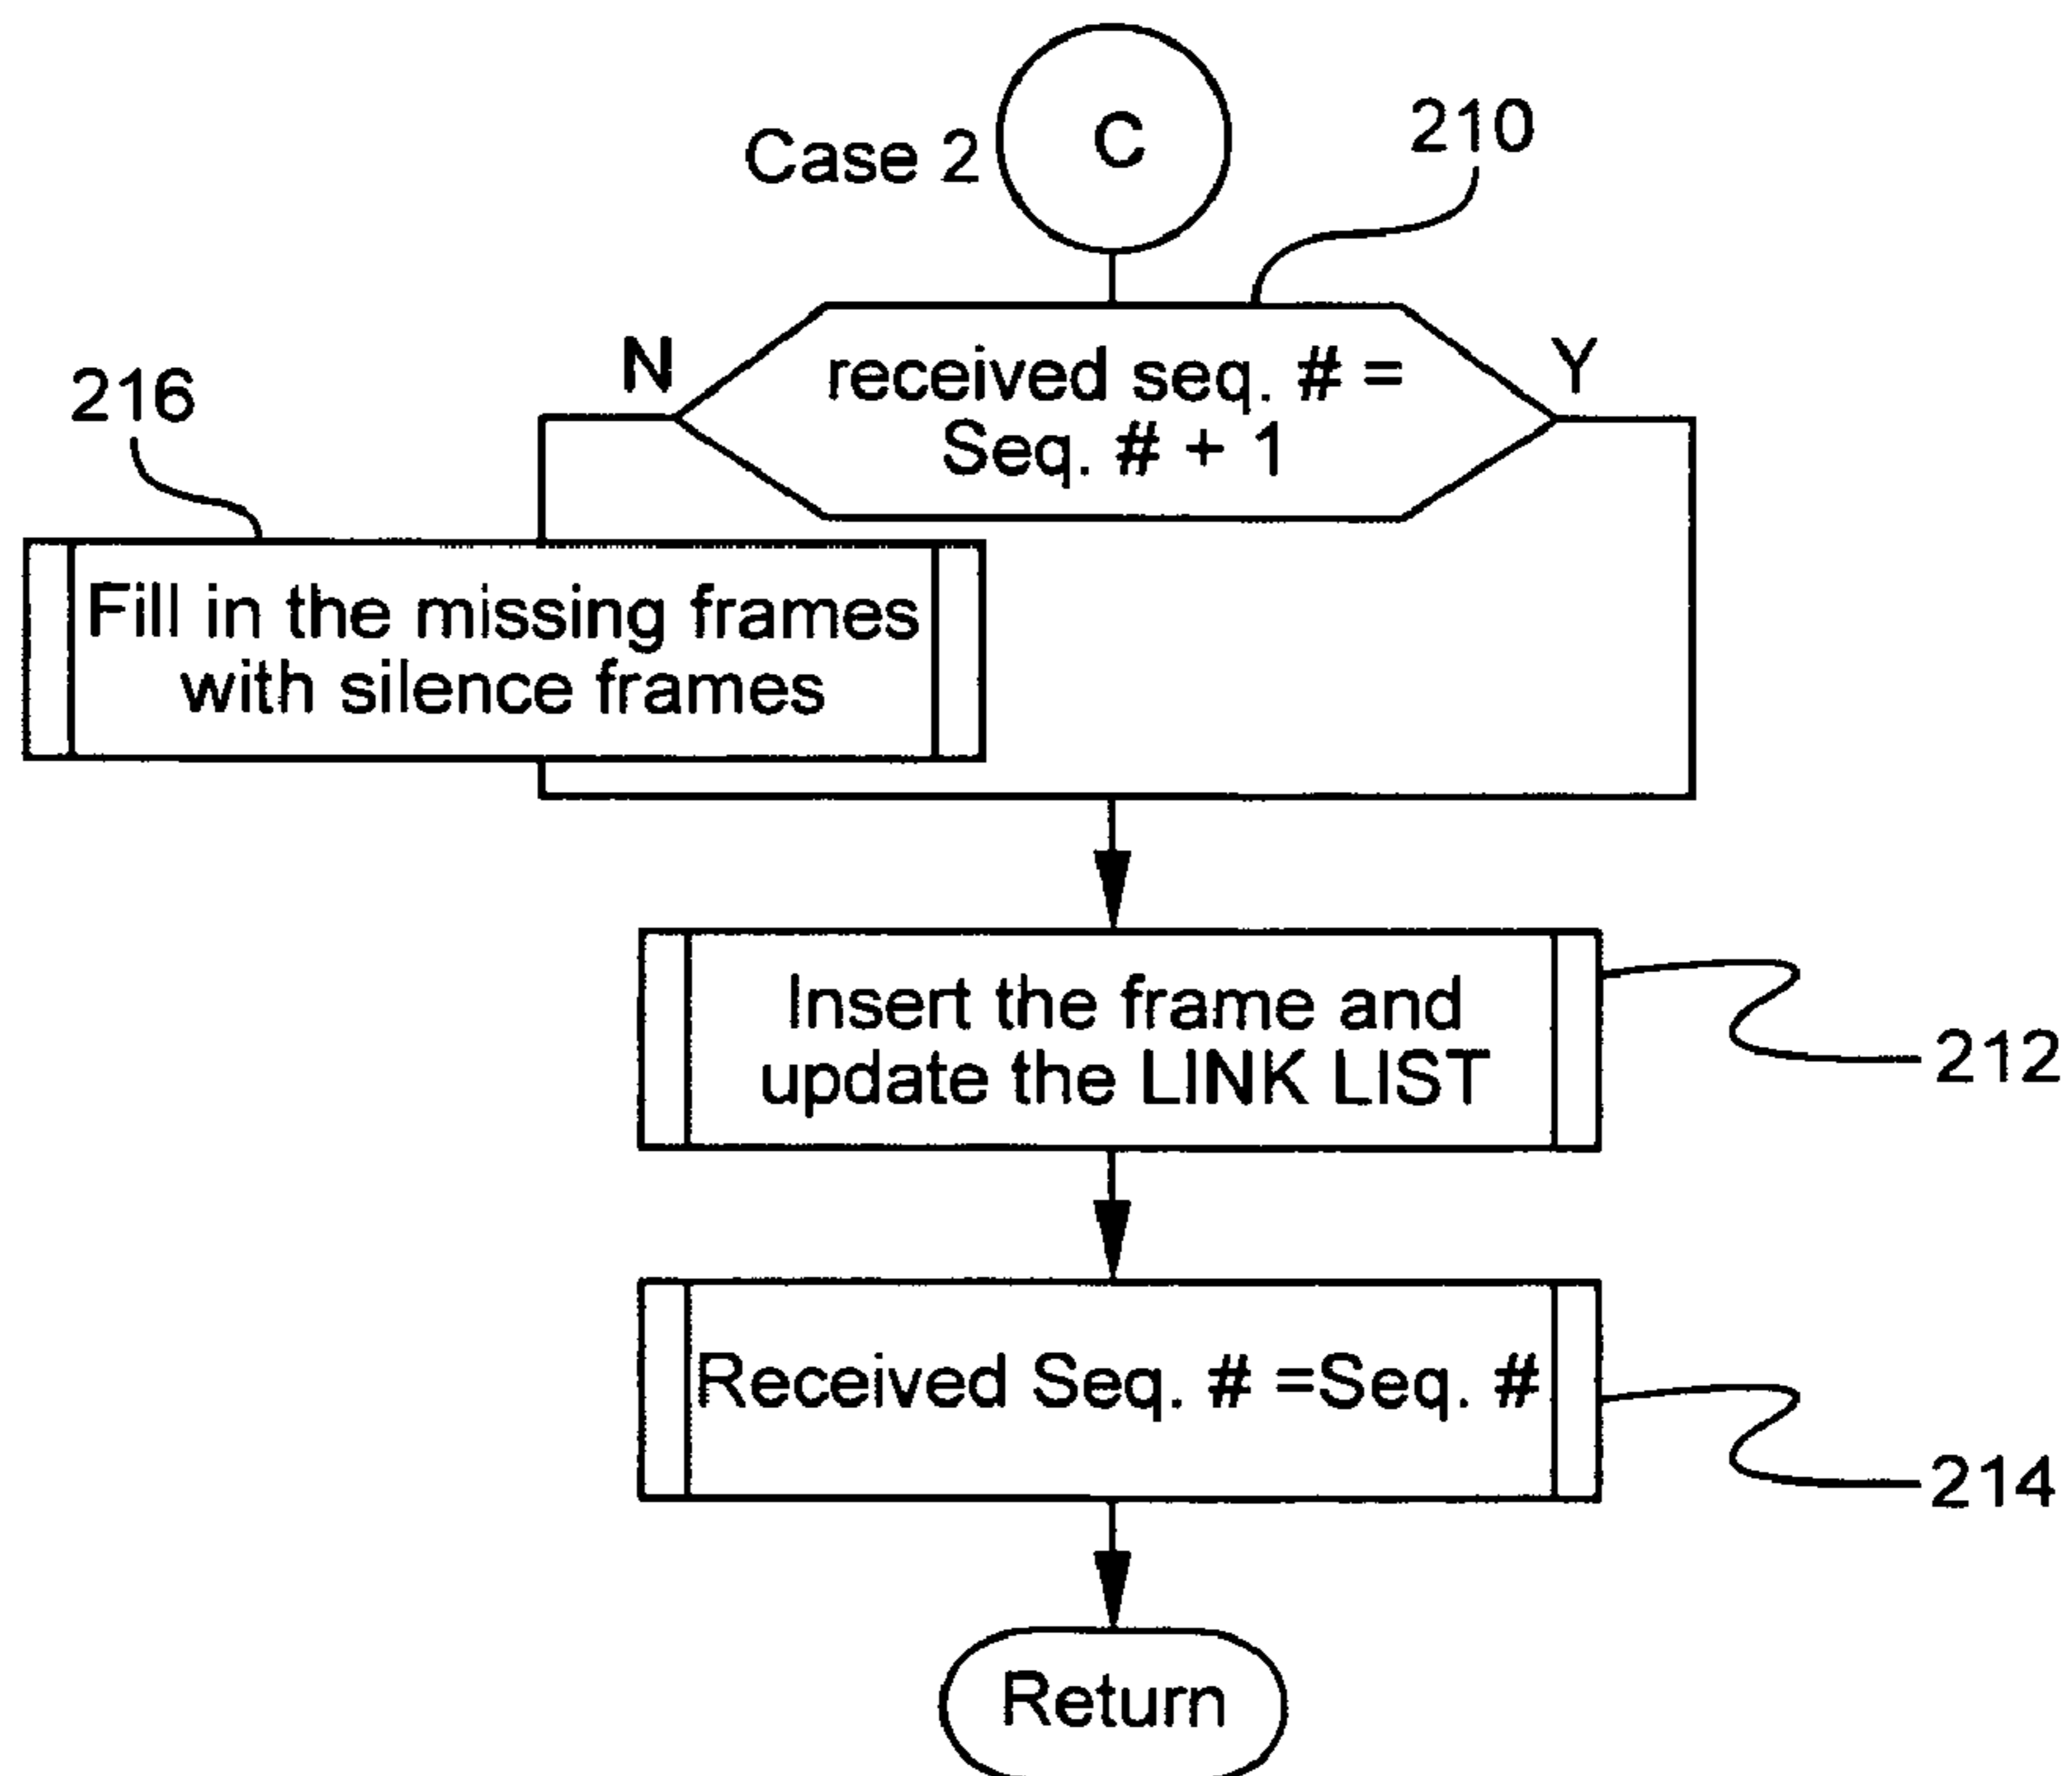 Case 2
C
210
N
received seq. # =
Seq. # + 1
Y
216
Fill in the missing frames
with silence frames
Insert the frame and
update the LINK LIST
212
Received Seq. # =Seq. #
214
Return